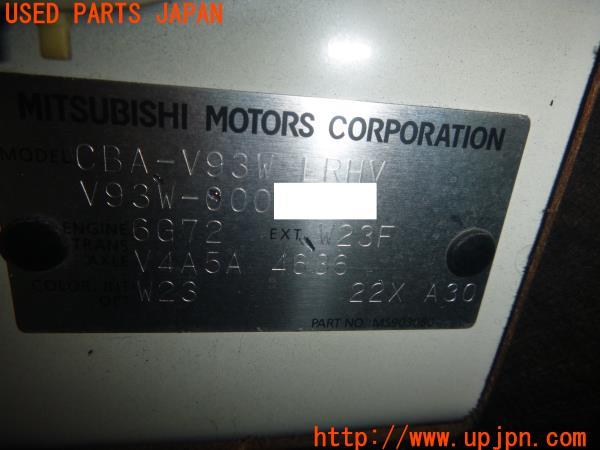 USED PARTS JAPAN
MITSUBISHI MOTORS CORPORATION
MODEL CBA-V93W LRHV
V93W-000
ENGINE 6G72 EXT W23F
TRANS
AXLE V4A5A 4636
COLOR, INT W23 22X A30
OPT
PART NO.
UPJ
http:// www.upjpn.com